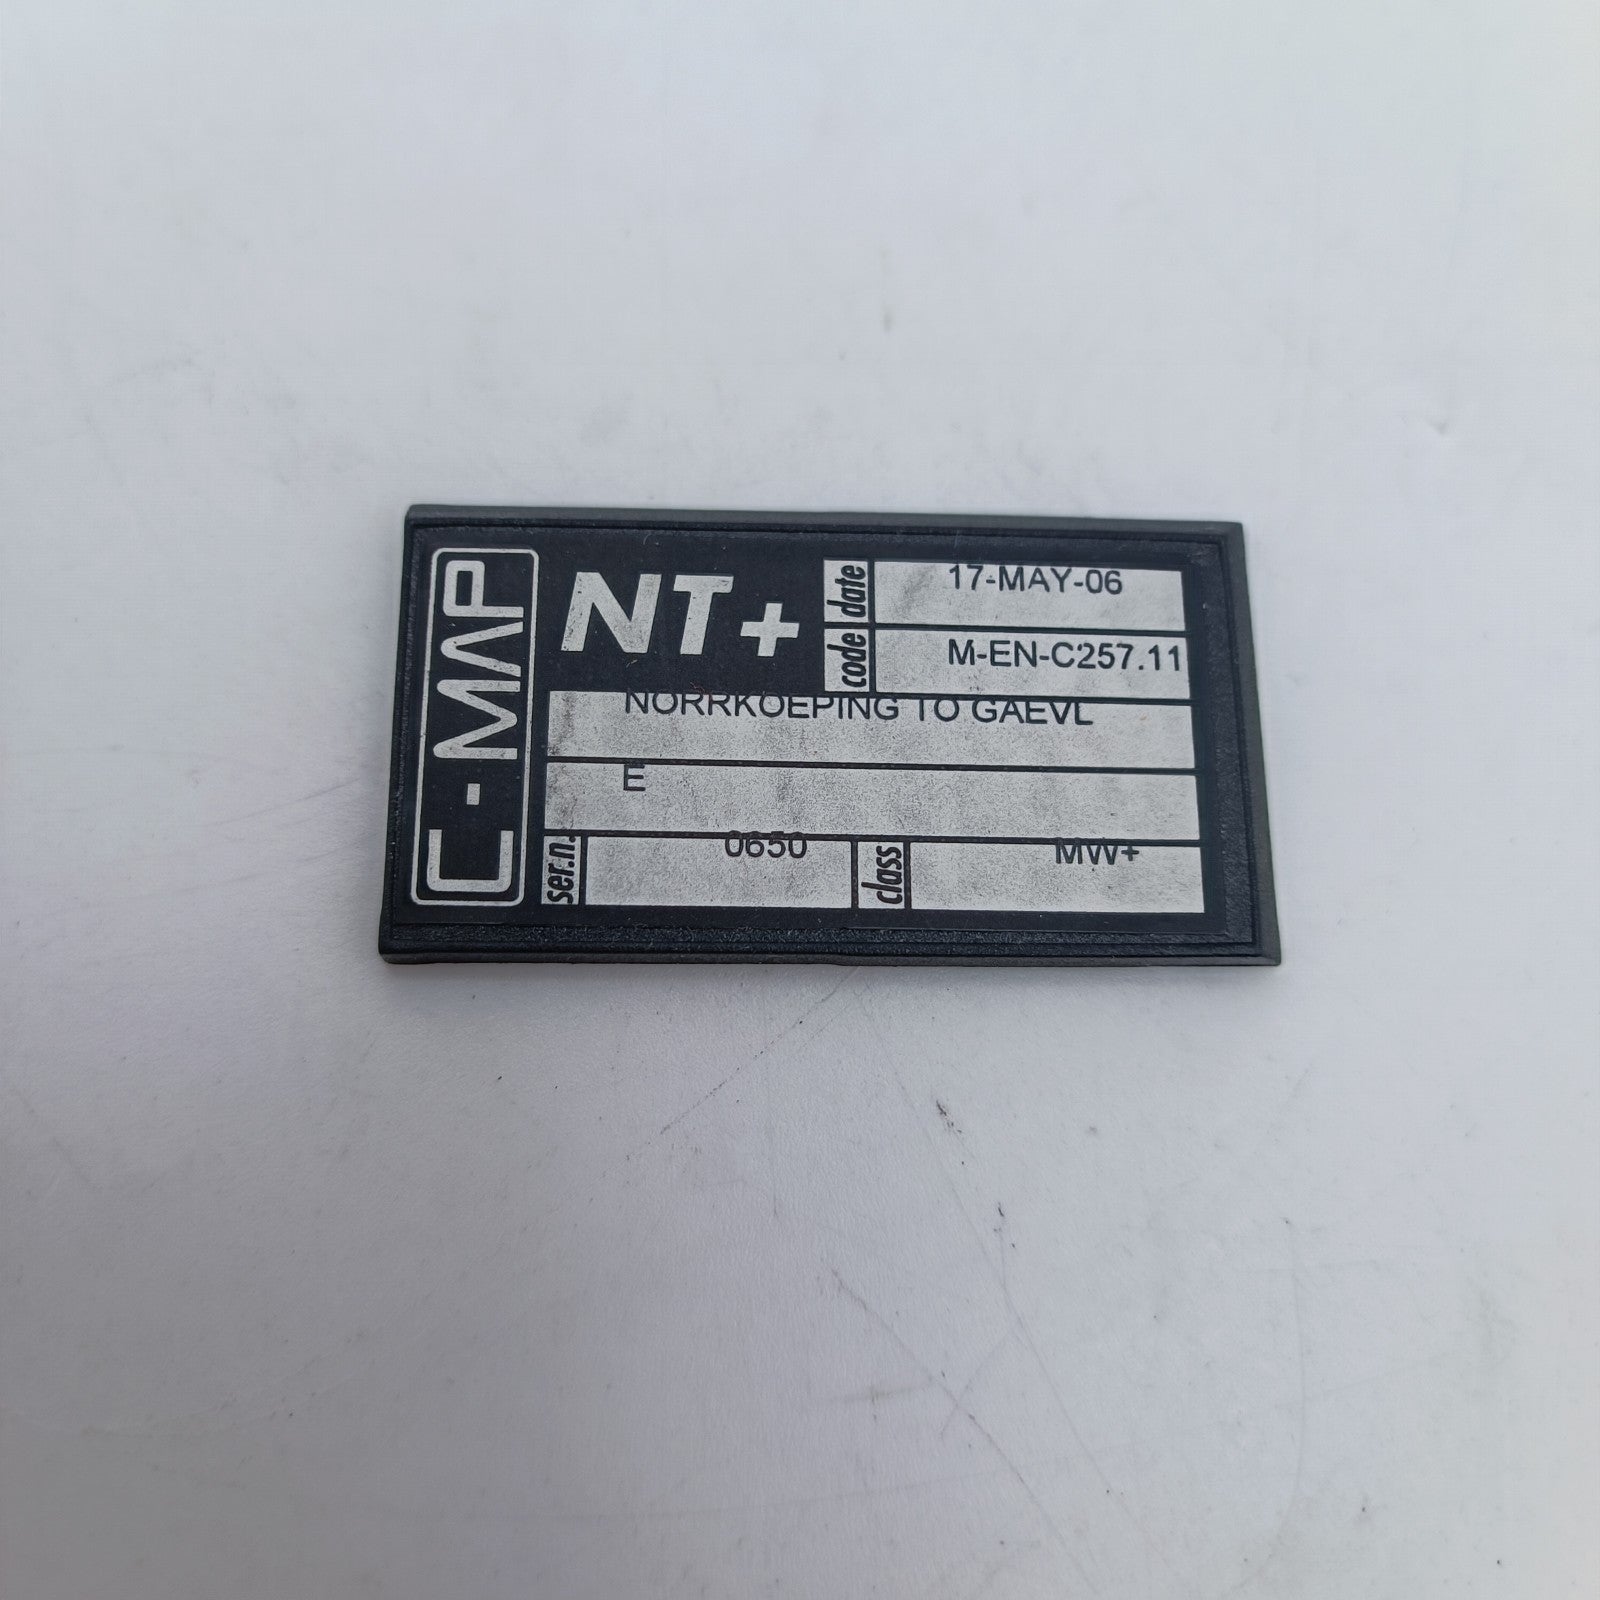 C-MAP
NT+
date 17-MAY-06
code M-EN-C257.11
NORRKOEPING TO GAEVL
E
ser.n. 0650 class MW+